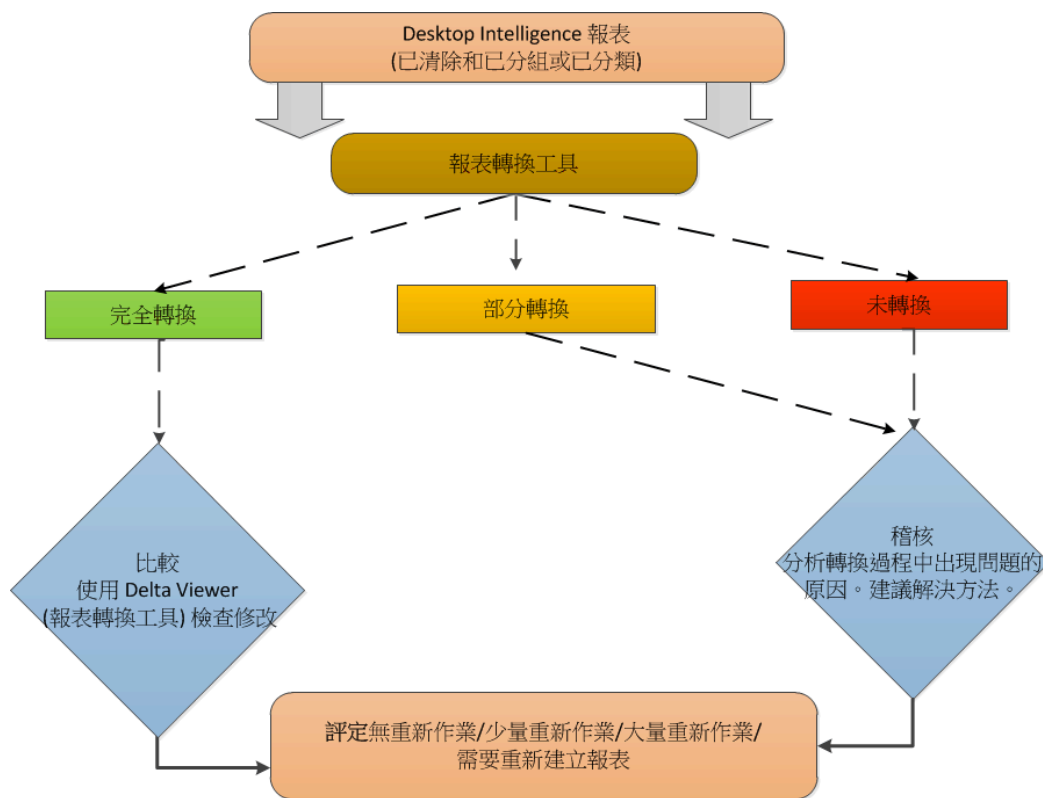 Desktop Intelligence 報表
(已清除和已分組或已分類)
報表轉換工具
完全轉換
部分轉換
未轉換
比較
使用 Delta Viewer
(報表轉換工具) 檢查修改
稽核
分析轉換過程中出現問題的
原因。建議解決方法。
評定無重新作業/少量重新作業/大量重新作業/
需要重新建立報表